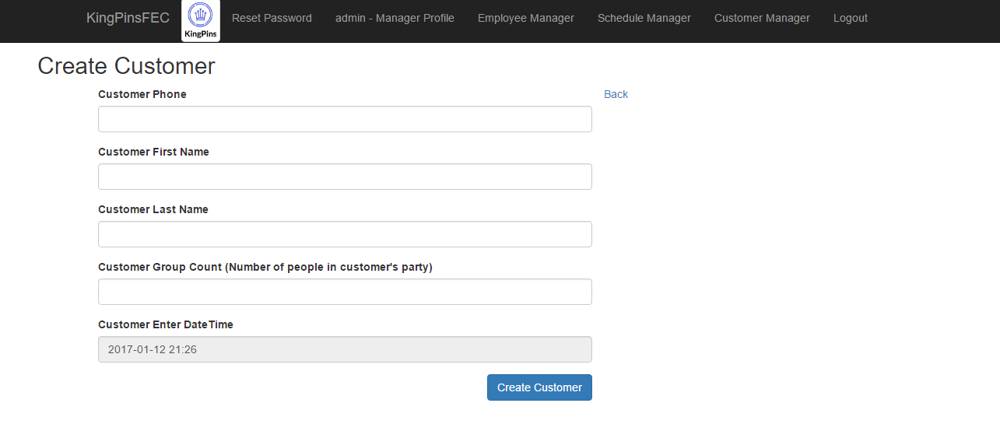 KingPinsFEC KingPins Reset Password admin - Manager Profile Employee Manager Schedule Manager Customer Manager Logout
Create Customer
Customer Phone Back
Customer First Name
Customer Last Name
Customer Group Count (Number of people in customer's party)
Customer Enter DateTime
2017-01-12 21:26
Create Customer